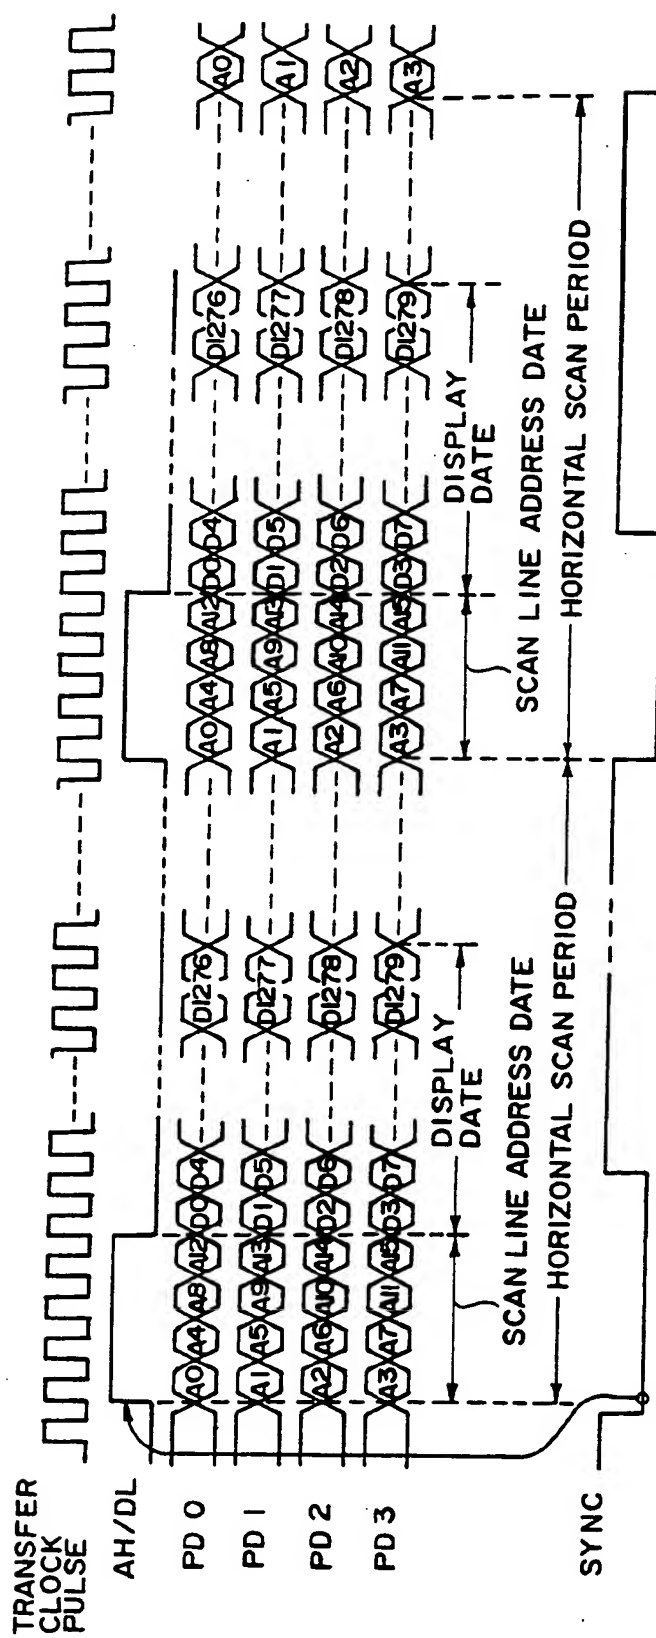 TRANSFER
CLOCK
PULSE
AH/DL
PD 0
A0 A4 A8 A12 D0 D4 D1276 A0 A4 A8 A12 D0 D4 D1276 A0
PD 1
A1 A5 A9 A13 D1 D5 D1277 A1 A5 A9 A13 D1 D5 D1277 A1
PD 2
A2 A6 A10 A14 D2 D6 D1278 A2 A6 A10 A14 D2 D6 D1278 A2
PD 3
A3 A7 A11 A15 D3 D7 D1279 A3 A7 A11 A15 D3 D7 D1279 A3
DISPLAY
DATE
DISPLAY
DATE
SCAN LINE ADDRESS DATE
SCAN LINE ADDRESS DATE
HORIZONTAL SCAN PERIOD
HORIZONTAL SCAN PERIOD
SYNC